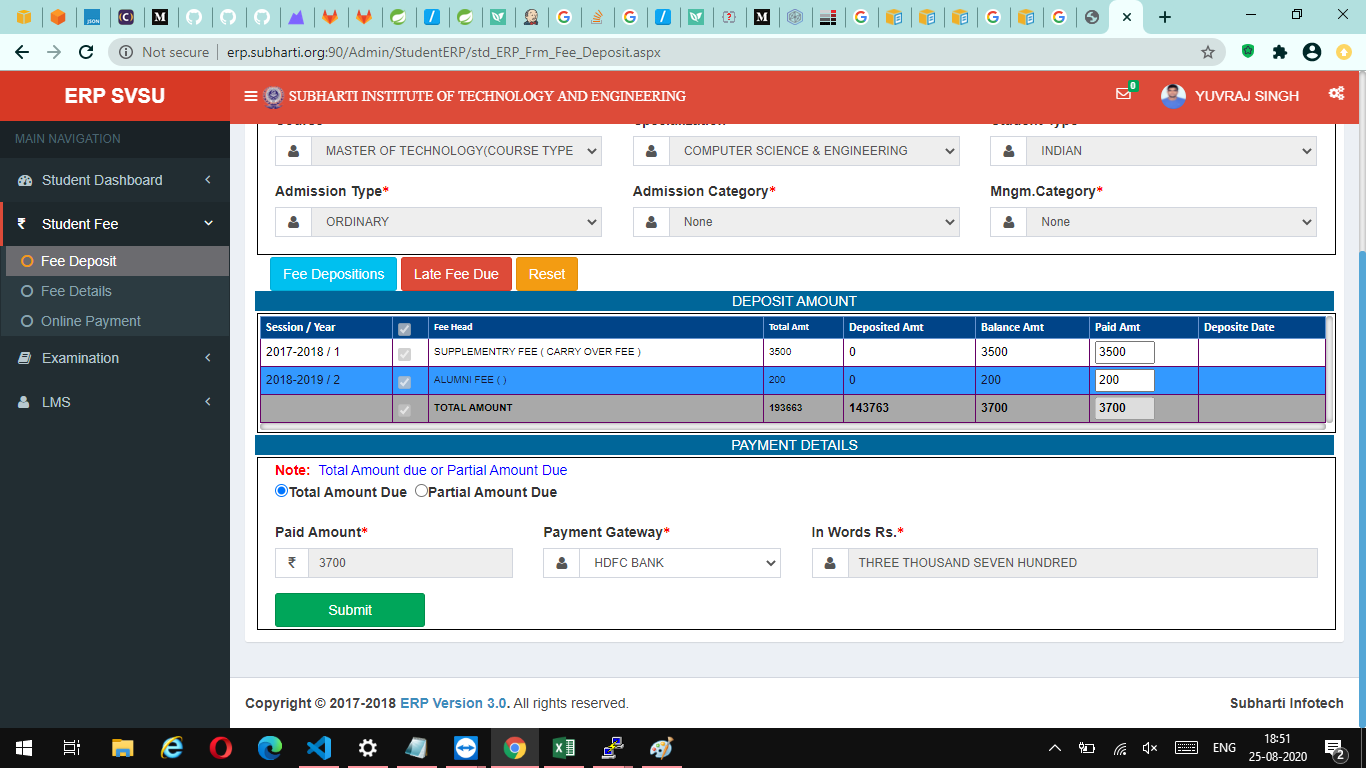 Not secure | erp.subharti.org:90/Admin/StudentERP/std_ERP_Frm_Fee_Deposit.aspx
ERP SVSU
SUBHARTI INSTITUTE OF TECHNOLOGY AND ENGINEERING
0
YUVRAJ SINGH
MAIN NAVIGATION
Student Dashboard
Student Fee
Fee Deposit
Fee Details
Online Payment
Examination
LMS
Course Specialization Student Type
MASTER OF TECHNOLOGY(COURSE TYPE COMPUTER SCIENCE & ENGINEERING INDIAN
Admission Type* Admission Category* Mngm.Category*
ORDINARY None None
Fee Depositions Late Fee Due Reset
DEPOSIT AMOUNT
Session / Year Fee Head Total Amt Deposited Amt Balance Amt Paid Amt Deposite Date
2017-2018 / 1 SUPPLEMENTRY FEE ( CARRY OVER FEE ) 3500 0 3500 3500
2018-2019 / 2 ALUMNI FEE ( ) 200 0 200 200
TOTAL AMOUNT 193663 143763 3700 3700
PAYMENT DETAILS
Note: Total Amount due or Partial Amount Due
Total Amount Due Partial Amount Due
Paid Amount* Payment Gateway* In Words Rs.*
₹ 3700 HDFC BANK THREE THOUSAND SEVEN HUNDRED
Submit
Copyright © 2017-2018 ERP Version 3.0. All rights reserved. Subharti Infotech
ENG
18:51
25-08-2020
2